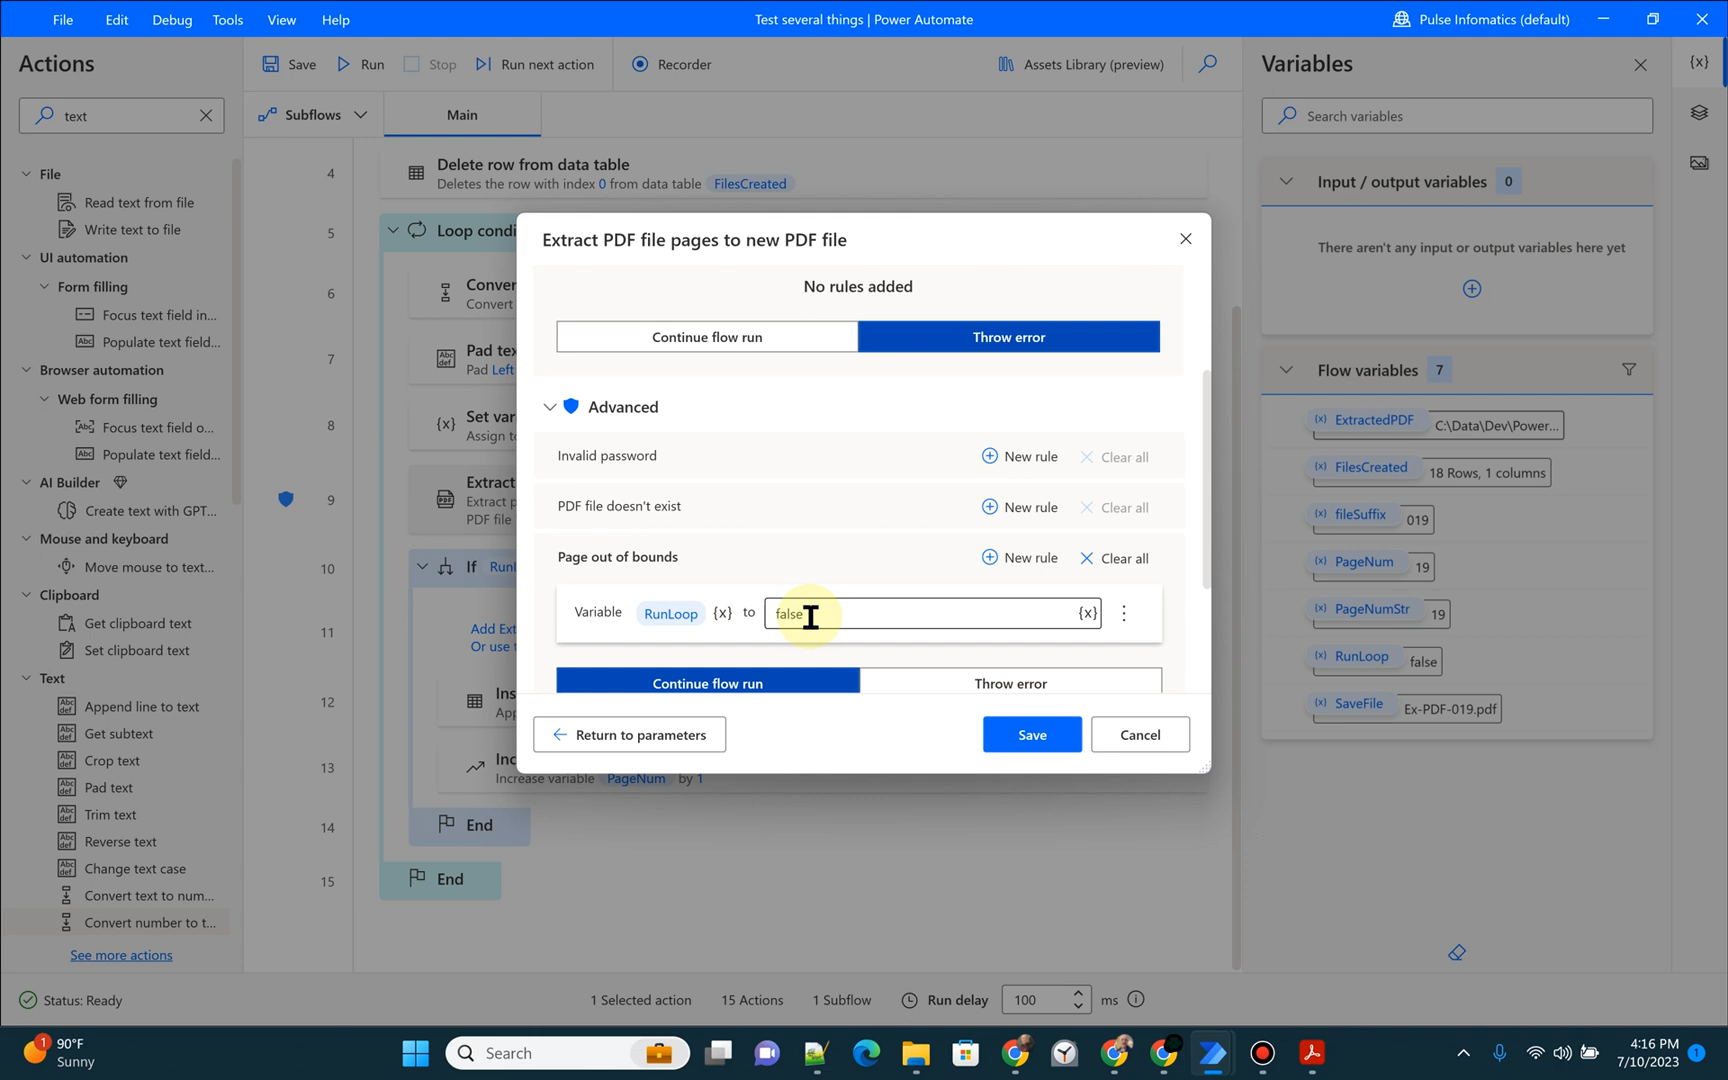 File Edit Debug Tools View Help
Test several things | Power Automate
Pulse Infomatics (default)
Actions
text
File
Read text from file
Write text to file
UI automation
Form filling
Focus text field in...
Populate text field...
Browser automation
Web form filling
Focus text field o...
Populate text field...
AI Builder
Create text with GPT...
Mouse and keyboard
Move mouse to text...
Clipboard
Get clipboard text
Set clipboard text
Text
Append line to text
Get subtext
Crop text
Pad text
Trim text
Reverse text
Change text case
Convert text to num...
Convert number to t...
See more actions
Save Run Stop Run next action Recorder
Assets Library (preview)
Subflows Main
4 Delete row from data table
Deletes the row with index 0 from data table FilesCreated
5 Loop condi
6 Conver
Convert
7 Pad tex
Pad Left
8 {x} Set var
Assign to
9 Extract
Extract p
PDF file
10 If RunL
11 Add Ext
Or use t
12 Ins
App
13 Inc
Increase variable PageNum by 1
14 End
15 End
Extract PDF file pages to new PDF file
No rules added
Continue flow run Throw error
Advanced
Invalid password New rule Clear all
PDF file doesn't exist New rule Clear all
Page out of bounds New rule Clear all
Variable RunLoop {x} to false {x}
Continue flow run Throw error
Return to parameters Save Cancel
Variables
{x}
Search variables
Input / output variables 0
There aren't any input or output variables here yet
Flow variables 7
(x) ExtractedPDF C:\Data\Dev\Power...
(x) FilesCreated 18 Rows, 1 columns
(x) fileSuffix 019
(x) PageNum 19
(x) PageNumStr 19
(x) RunLoop false
(x) SaveFile Ex-PDF-019.pdf
Status: Ready
1 Selected action 15 Actions 1 Subflow Run delay 100 ms
1
90°F
Sunny
Search
4:16 PM
7/10/2023
1